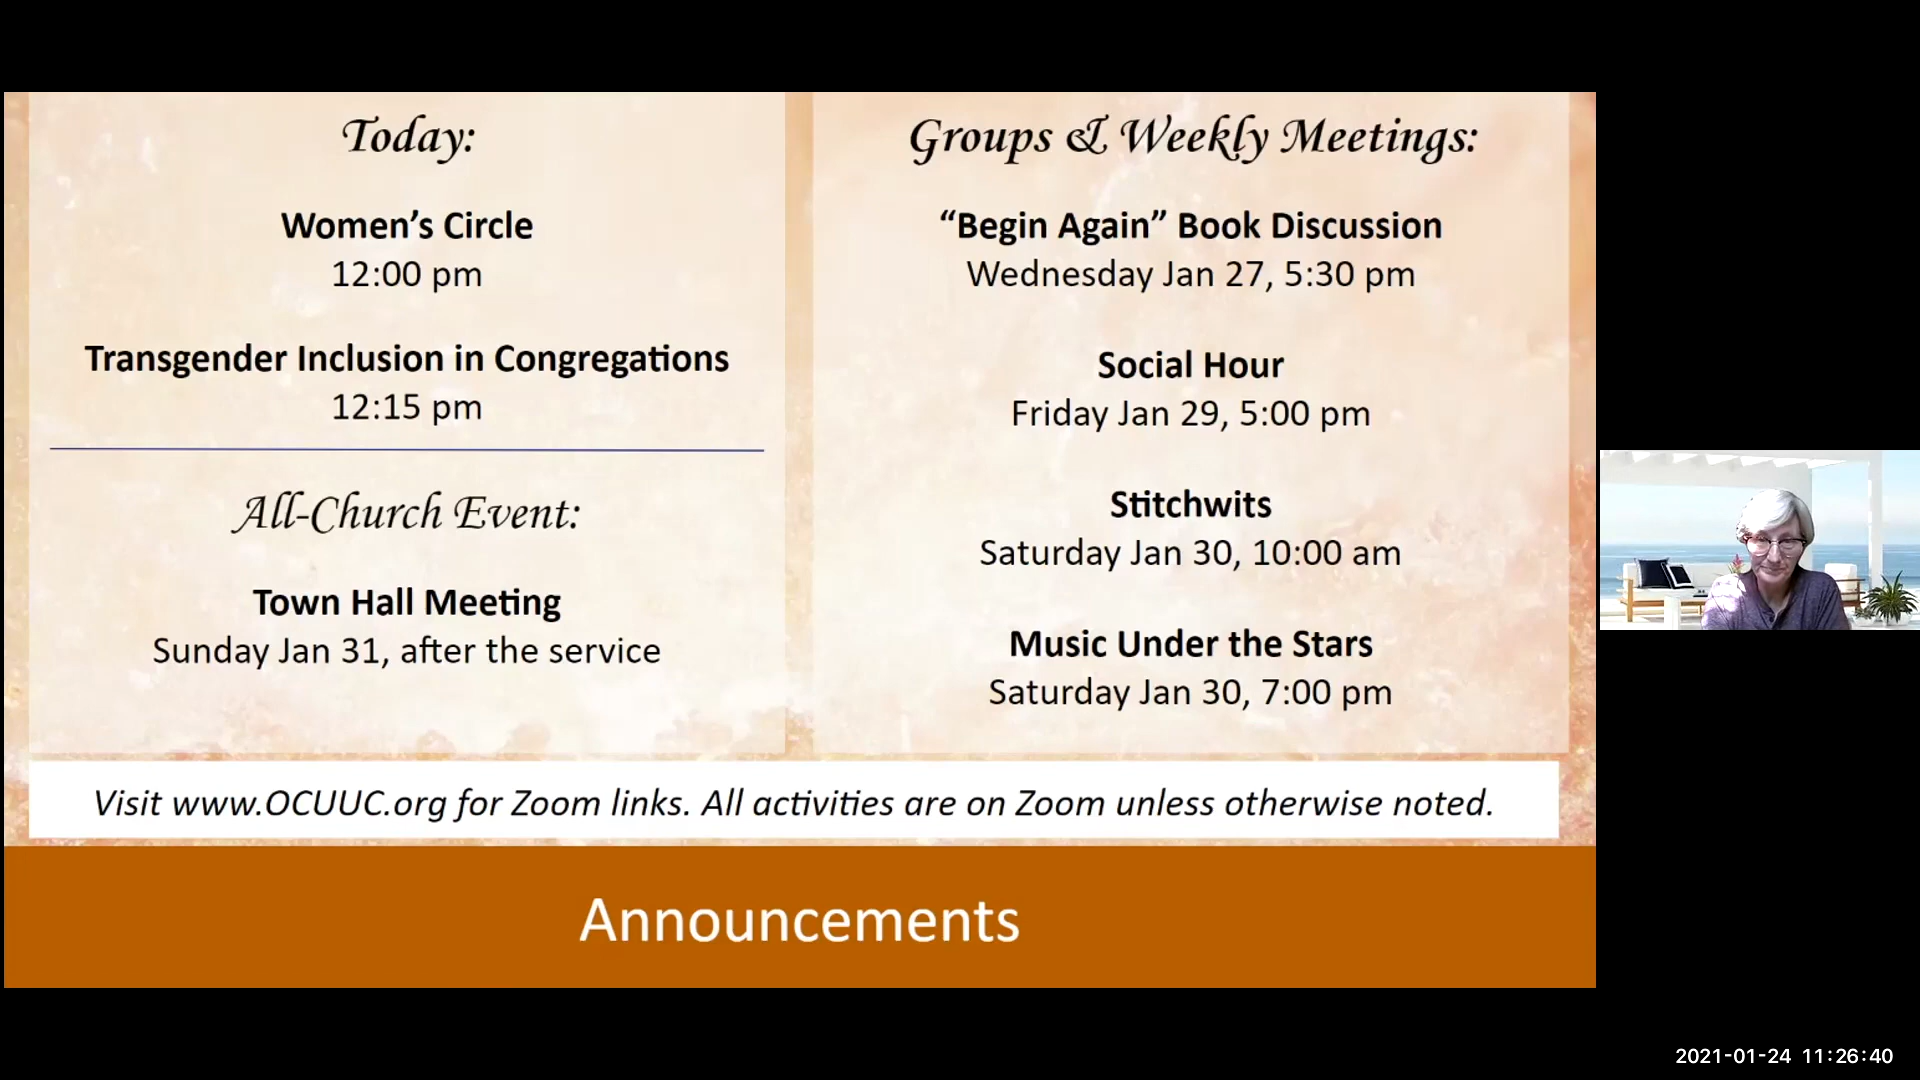 Today:
Women’s Circle
12:00 pm
Transgender Inclusion in Congregations
12:15 pm
All-Church Event:
Town Hall Meeting
Sunday Jan 31, after the service
Groups & Weekly Meetings:
“Begin Again” Book Discussion
Wednesday Jan 27, 5:30 pm
Social Hour
Friday Jan 29, 5:00 pm
Stitchwits
Saturday Jan 30, 10:00 am
Music Under the Stars
Saturday Jan 30, 7:00 pm
Visit www.OCUUC.org for Zoom links. All activities are on Zoom unless otherwise noted.
Announcements
2021-01-24 11:26:40